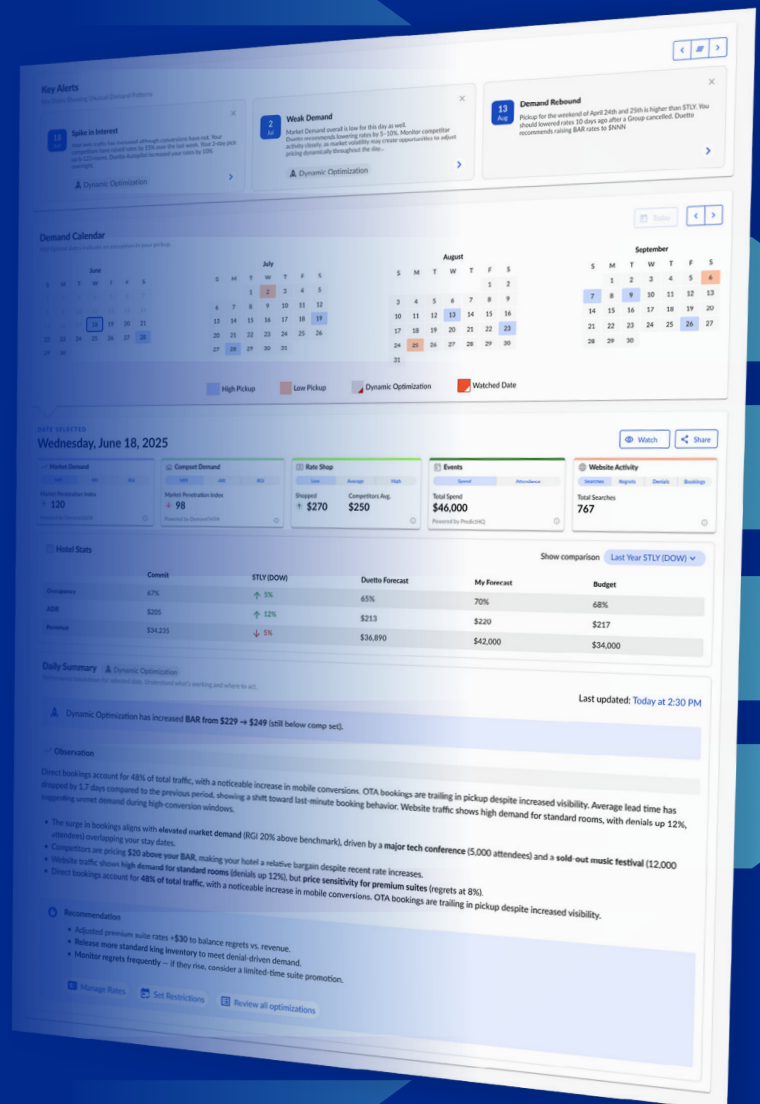 Key Alerts
Spike in Interest
overnight.
Dynamic Optimization
2
Jul
Weak Demand
Market Demand overall is low for this day as well.
Duetto recommends lowering rates by 5–10%. Monitor competitor
activity closely, as market volatility may create opportunities to adjust
pricing dynamically throughout the day...
Dynamic Optimization
13
Aug
Demand Rebound
Pickup for the weekend of April 24th and 25th is higher than STLY. You
should lowered rates 10 days ago after a Group cancelled. Duetto
recommends raising BAR rates to $NNN
Demand Calendar
Today
June
S M T W T F S
18 19 20 21
22 23 24 25 26 27 28
29 30
July
S M T W T F S
1 2 3 4 5
6 7 8 9 10 11 12
13 14 15 16 17 18 19
20 21 22 23 24 25 26
27 28 29 30 31
August
S M T W T F S
1 2
3 4 5 6 7 8 9
10 11 12 13 14 15 16
17 18 19 20 21 22 23
24 25 26 27 28 29 30
31
September
S M T W T F S
1 2 3 4 5 6
7 8 9 10 11 12 13
14 15 16 17 18 19 20
21 22 23 24 25 26 27
28 29 30
High Pickup
Low Pickup
Dynamic Optimization
Watched Date
DATE SELECTED
Wednesday, June 18, 2025
Watch
Share
Market Demand
Market Penetration Index
120
Compset Demand
Market Penetration Index
98
Rate Shop
Low Average High
Shopped Competitors Avg.
$270 $250
Events
Spend Attendance
Total Spend
$46,000
Powered by PredictHQ
Website Activity
Searches Regrets Denials Bookings
Total Searches
767
Hotel Stats
Show comparison Last Year STLY (DOW)
Commit STLY (DOW) Duetto Forecast My Forecast Budget
Occupancy 67% 5% 65% 70% 68%
ADR $205 12% $213 $220 $217
Revenue $34,235 5% $36,890 $42,000 $34,000
Daily Summary Dynamic Optimization
Last updated: Today at 2:30 PM
Dynamic Optimization has increased BAR from $229 → $249 (still below comp set).
Observation
Direct bookings account for 48% of total traffic, with a noticeable increase in mobile conversions. OTA bookings are trailing in pickup despite increased visibility. Average lead time has
dropped by 1.7 days compared to the previous period, showing a shift toward last-minute booking behavior. Website traffic shows high demand for standard rooms, with denials up 12%,
suggesting unmet demand during high-conversion windows.
• The surge in bookings aligns with elevated market demand (RGI 20% above benchmark), driven by a major tech conference (5,000 attendees) and a sold-out music festival (12,000
attendees) overlapping your stay dates.
• Competitors are pricing $20 above your BAR, making your hotel a relative bargain despite recent rate increases.
• Website traffic shows high demand for standard rooms (denials up 12%), but price sensitivity for premium suites (regrets at 8%).
• Direct bookings account for 48% of total traffic, with a noticeable increase in mobile conversions. OTA bookings are trailing in pickup despite increased visibility.
Recommendation
• Adjusted premium suite rates +$30 to balance regrets vs. revenue.
• Release more standard king inventory to meet denial-driven demand.
• Monitor regrets frequently — if they rise, consider a limited-time suite promotion.
Manage Rates
Set Restrictions
Review all optimizations